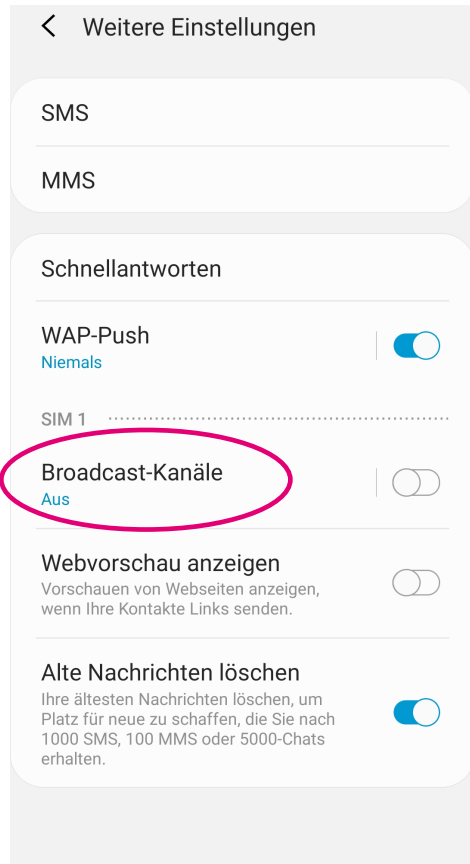 Weitere Einstellungen
SMS
MMS
Schnellantworten
WAP-Push
Niemals
SIM 1
Broadcast-Kanäle
Aus
Webvorschau anzeigen
Vorschauen von Webseiten anzeigen,
wenn Ihre Kontakte Links senden.
Alte Nachrichten löschen
Ihre ältesten Nachrichten löschen, um
Platz für neue zu schaffen, die Sie nach
1000 SMS, 100 MMS oder 5000-Chats
erhalten.